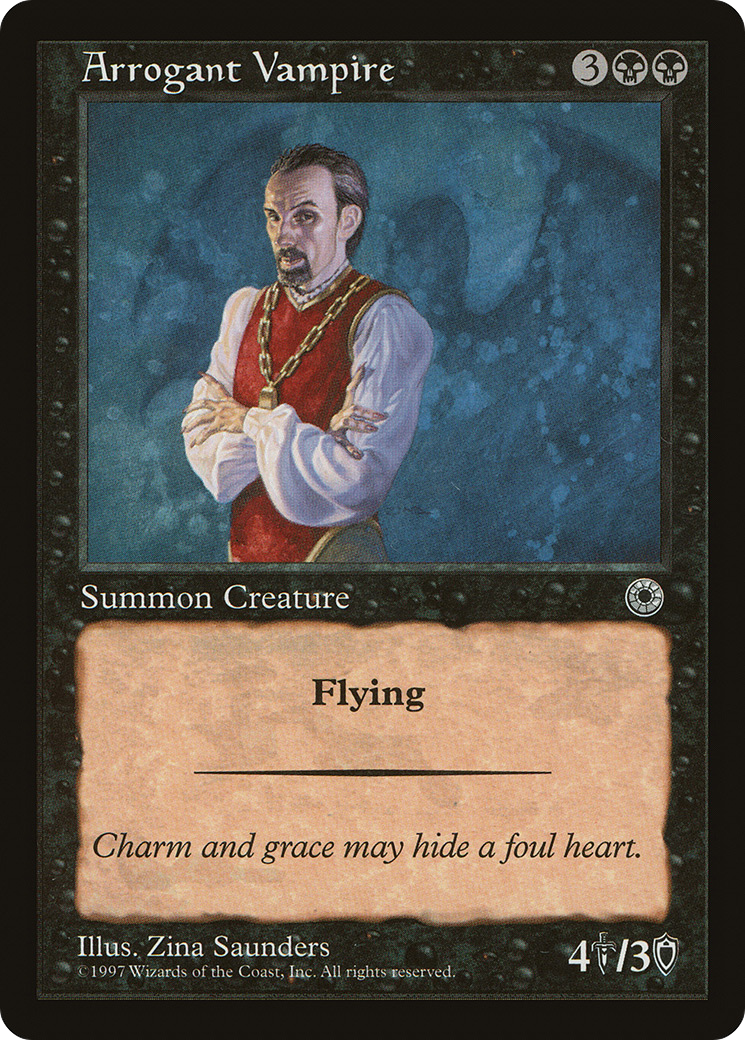 Arrogant Vampire
3
Summon Creature
Flying
Charm and grace may hide a foul heart.
Illus. Zina Saunders
©1997 Wizards of the Coast, Inc. All rights reserved.
4/3